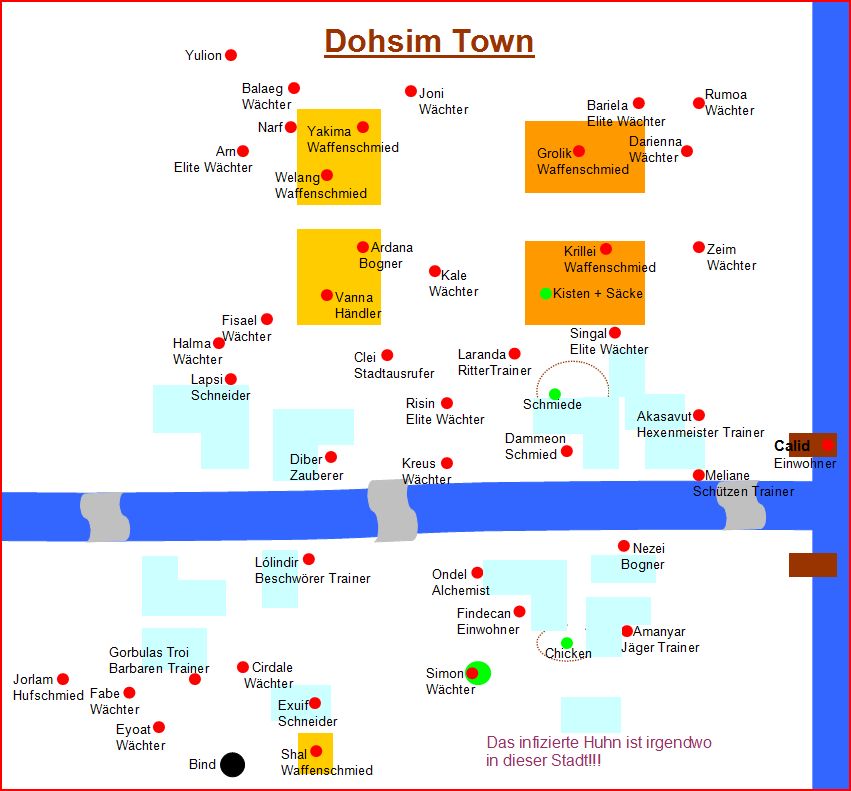 Dohsim Town
Yulion
Balaeg
Wächter
Joni
Wächter
Bariela
Elite Wächter
Rumoa
Wächter
Narf
Yakima
Waffenschmied
Arn
Elite Wächter
Welang
Waffenschmied
Grolik
Waffenschmied
Darienna
Wächter
Ardana
Bogner
Kale
Wächter
Krillei
Waffenschmied
Zeim
Wächter
Vanna
Händler
Kisten + Säcke
Fisael
Wächter
Halma
Wächter
Singal
Elite Wächter
Clei
Stadtausrufer
Laranda
RitterTrainer
Lapsi
Schneider
Risin
Elite Wächter
Schmiede
Akasavut
Hexenmeister Trainer
Dammeon
Schmied
Calid
Einwohner
Diber
Zauberer
Kreus
Wächter
Meliane
Schützen Trainer
Lólindir
Beschwörer Trainer
Nezei
Bogner
Ondel
Alchemist
Findecan
Einwohner
Amanyar
Jäger Trainer
Chicken
Gorbulas Troi
Barbaren Trainer
Cirdale
Wächter
Simon
Wächter
Jorlam
Hufschmied
Fabe
Wächter
Exuif
Schneider
Eyoat
Wächter
Bind
Shal
Waffenschmied
Das infizierte Huhn ist irgendwo
in dieser Stadt!!!